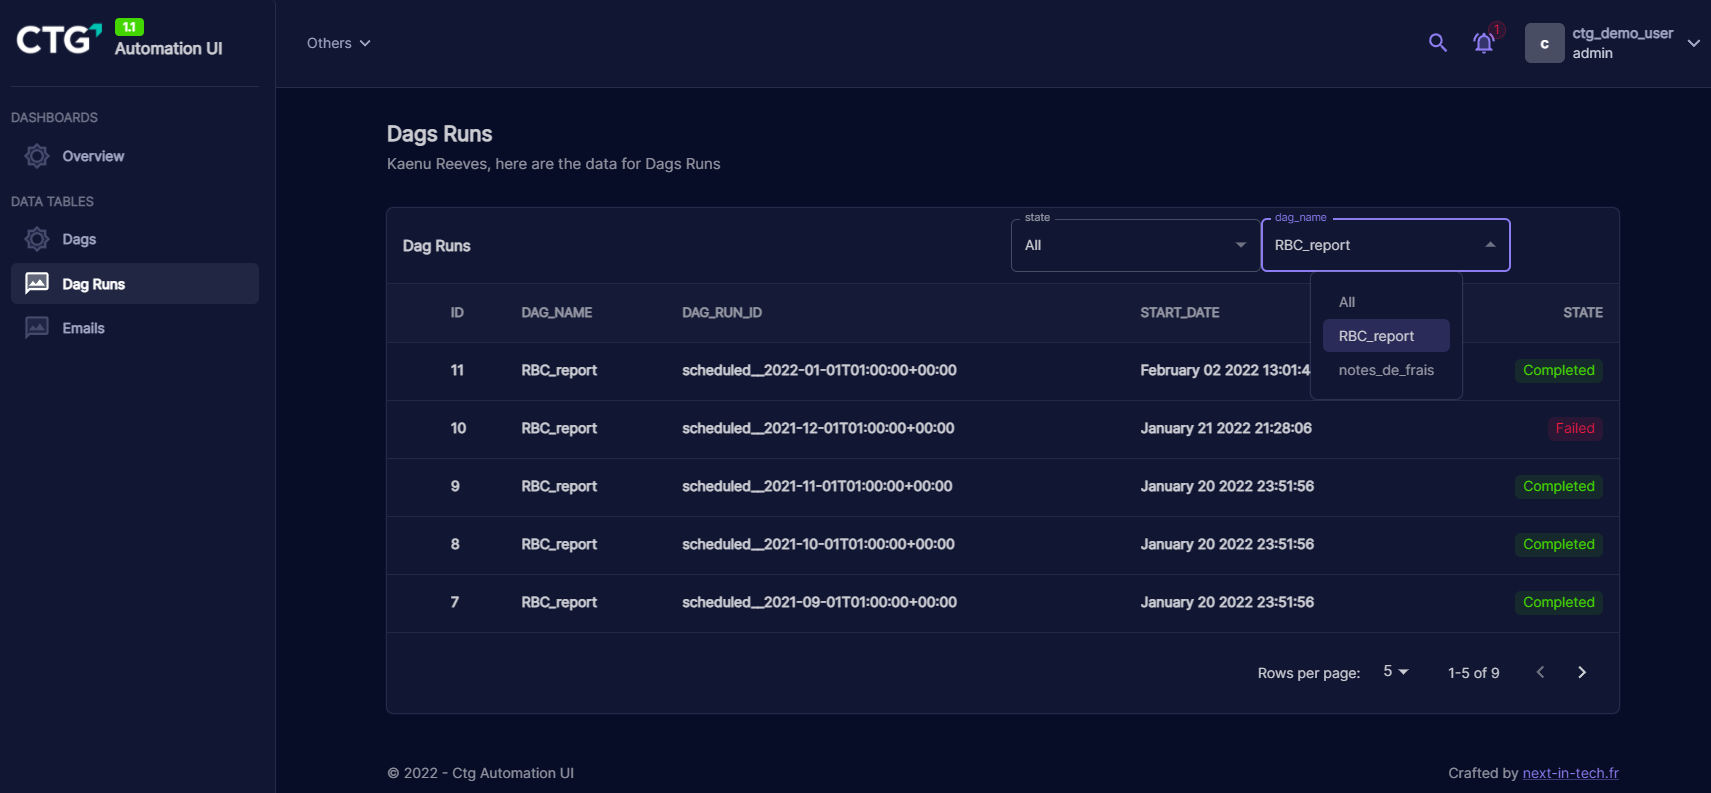 CTG
1.1
Automation UI
Others
1
c
ctg_demo_user
admin
DASHBOARDS
Overview
DATA TABLES
Dags
Dag Runs
Emails
Dags Runs
Kaenu Reeves, here are the data for Dags Runs
Dag Runs
state
All
dag_name
RBC_report
All
RBC_report
notes_de_frais
ID DAG_NAME DAG_RUN_ID START_DATE STATE
11 RBC_report scheduled__2022-01-01T01:00:00+00:00 February 02 2022 13:01:4 Completed
10 RBC_report scheduled__2021-12-01T01:00:00+00:00 January 21 2022 21:28:06 Failed
9 RBC_report scheduled__2021-11-01T01:00:00+00:00 January 20 2022 23:51:56 Completed
8 RBC_report scheduled__2021-10-01T01:00:00+00:00 January 20 2022 23:51:56 Completed
7 RBC_report scheduled__2021-09-01T01:00:00+00:00 January 20 2022 23:51:56 Completed
Rows per page: 5 1-5 of 9
© 2022 - Ctg Automation UI
Crafted by next-in-tech.fr